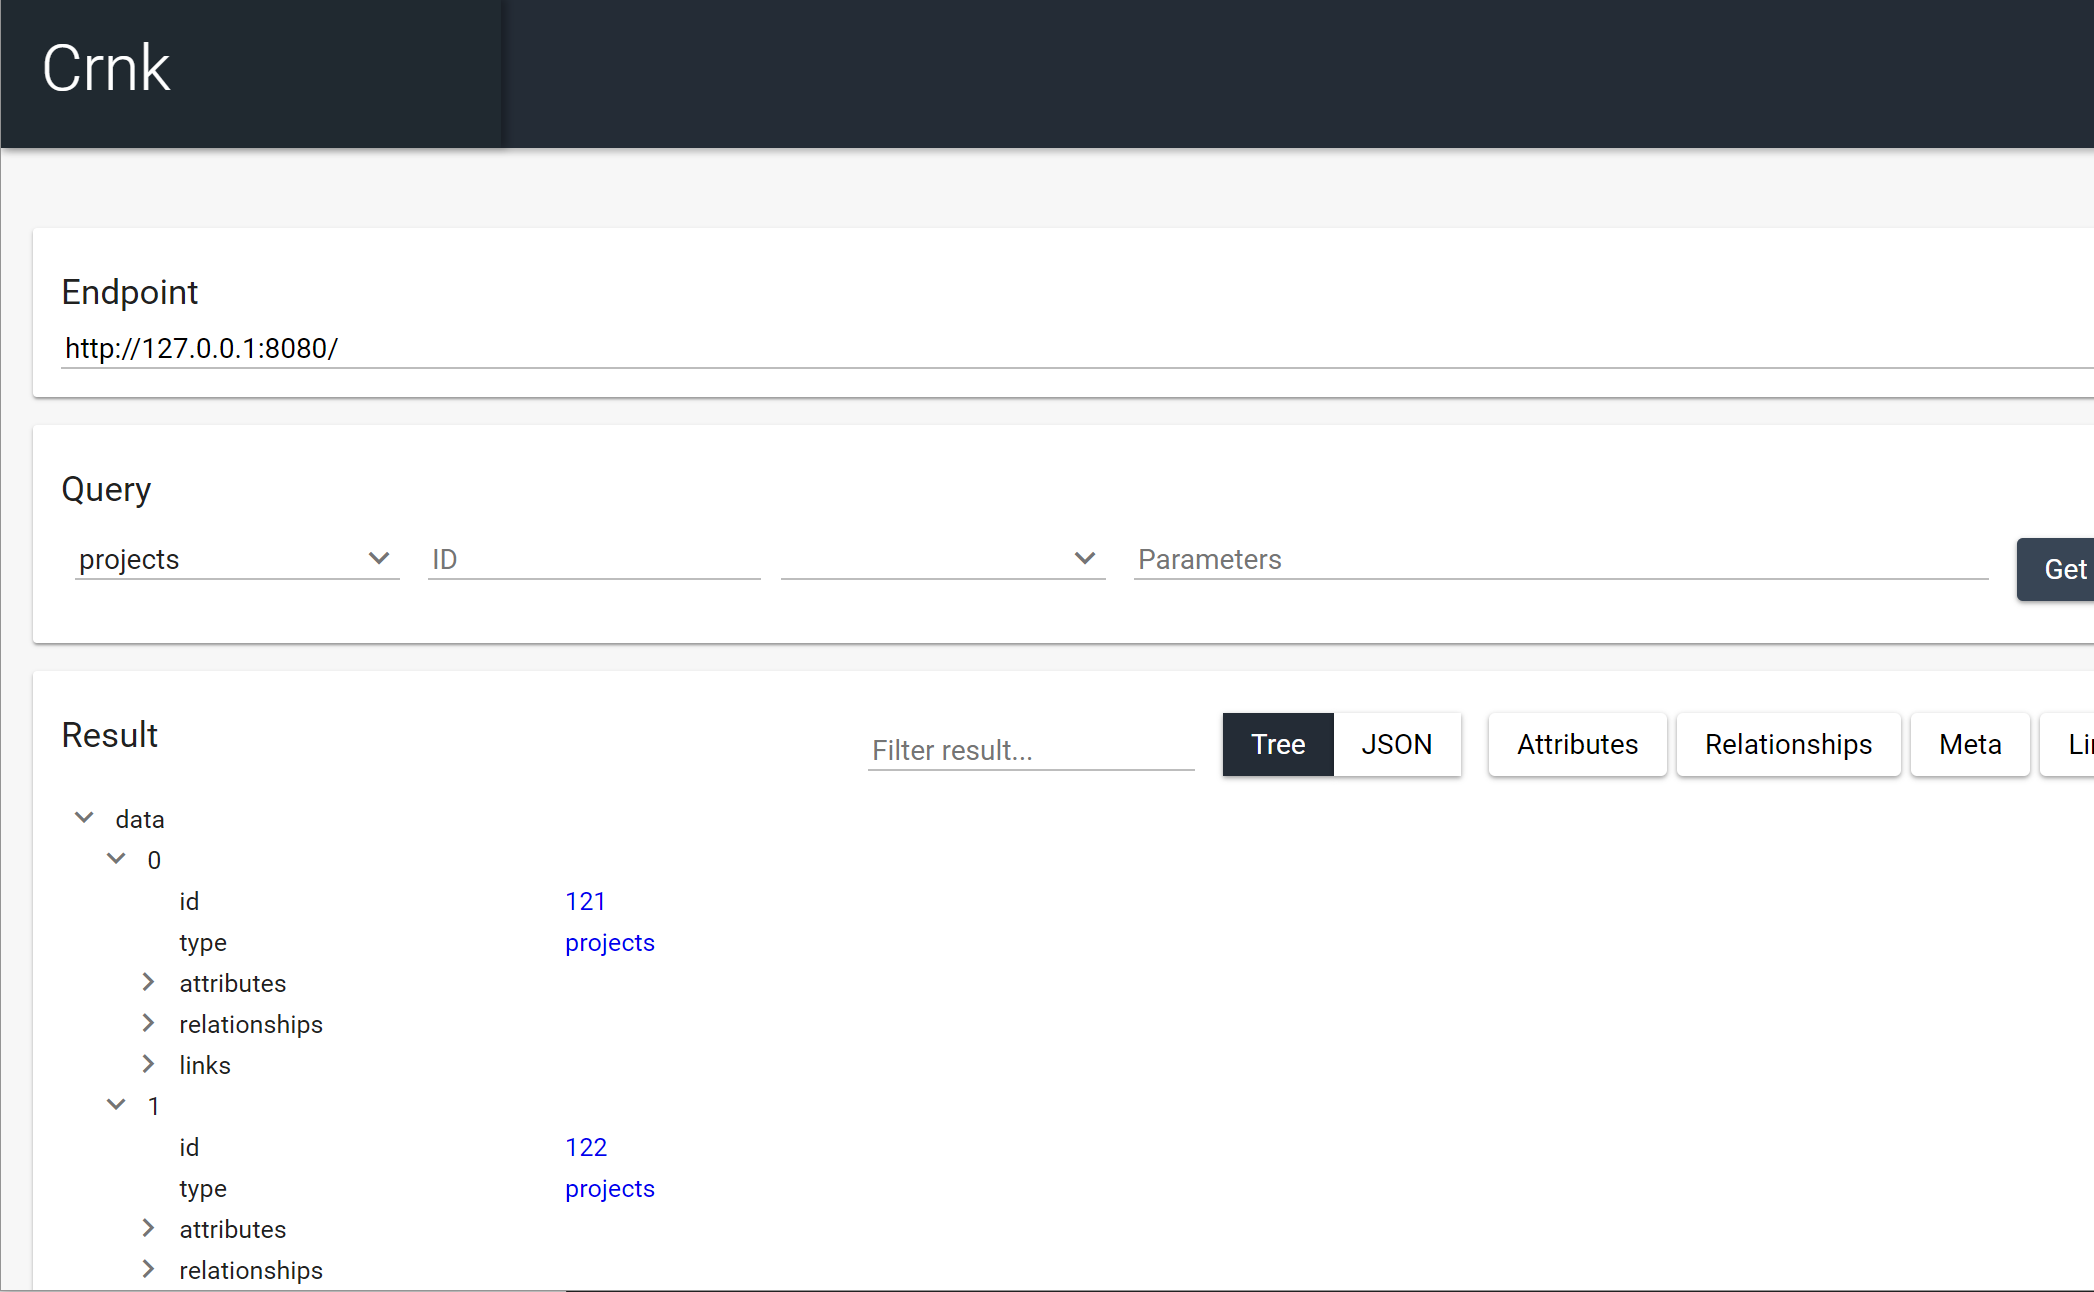 Crnk
Endpoint
http://127.0.0.1:8080/
Query
projects ID Parameters Get
Result Filter result... Tree JSON Attributes Relationships Meta
data
0
id 121
type projects
attributes
relationships
links
1
id 122
type projects
attributes
relationships